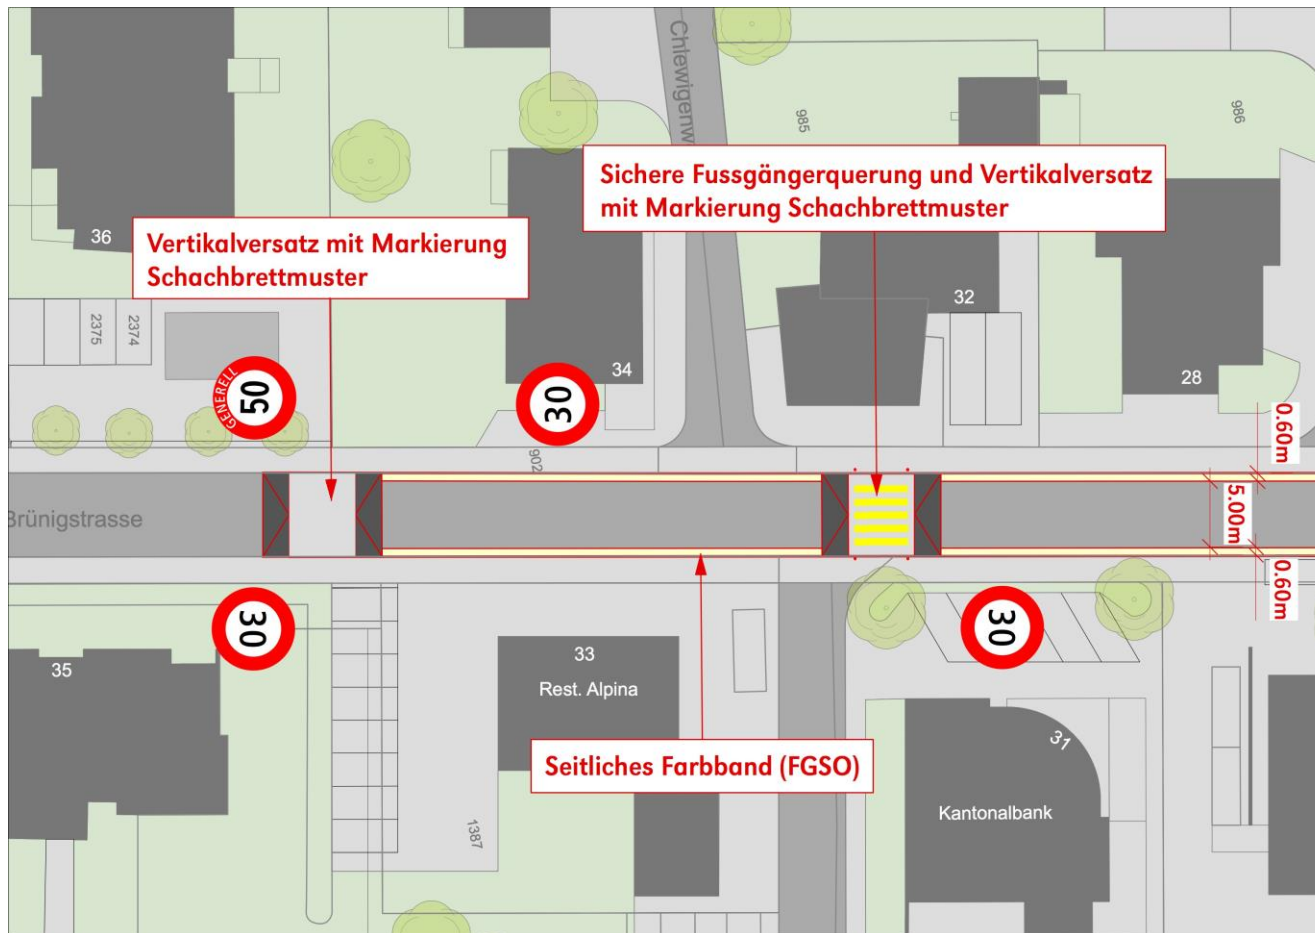 Chlewigenw
985
986
Sichere Fussgängerquerung und Vertikalversatz
mit Markierung Schachbrettmuster
36
Vertikalversatz mit Markierung
Schachbrettmuster
32
2375
2374
34
28
GENERELL
50
30
0.60m
902
Brünigstrasse
5.00m
0.60m
30
30
35
33
Rest. Alpina
31
Seitliches Farbband (FGSO)
Kantonalbank
1387